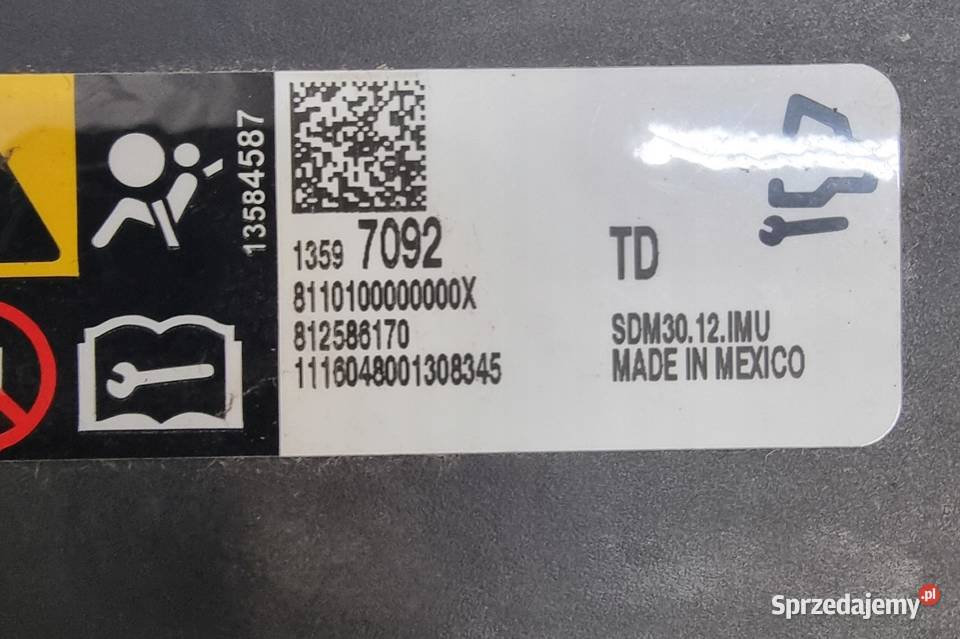 13584587
1359 7092
8110100000000X
812586170
1116048001308345
TD
SDM30.12.IMU
MADE IN MEXICO
Sprzedajemy.pl